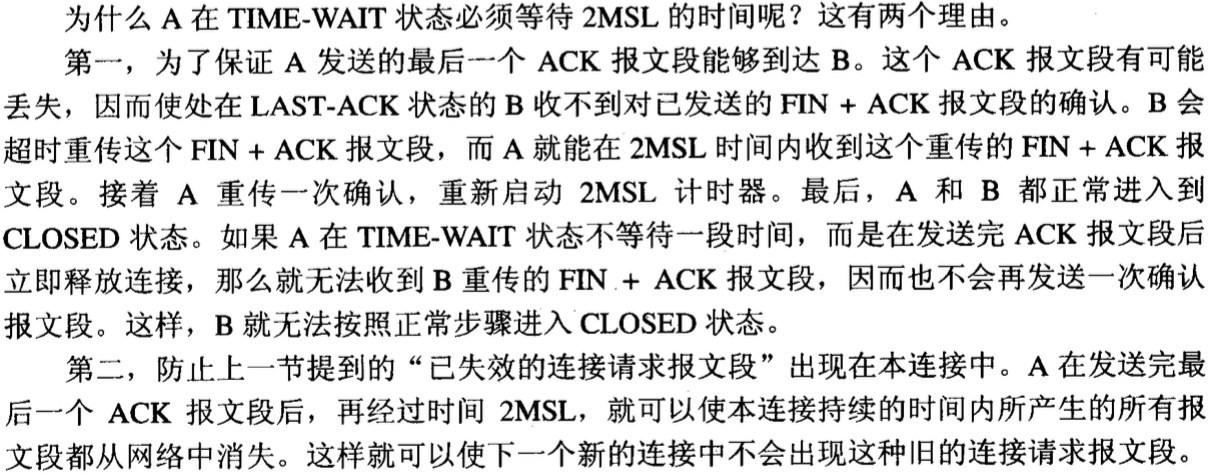 为什么 A 在 TIME-WAIT 状态必须等待 2MSL 的时间呢？这有两个理由。
第一，为了保证 A 发送的最后一个 ACK 报文段能够到达 B。这个 ACK 报文段有可能
丢失，因而使处在 LAST-ACK 状态的 B 收不到对已发送的 FIN + ACK 报文段的确认。B 会
超时重传这个 FIN + ACK 报文段，而 A 就能在 2MSL 时间内收到这个重传的 FIN + ACK 报
文段。接着 A 重传一次确认，重新启动 2MSL 计时器。最后，A 和 B 都正常进入到
CLOSED 状态。如果 A 在 TIME-WAIT 状态不等待一段时间，而是在发送完 ACK 报文段后
立即释放连接，那么就无法收到 B 重传的 FIN + ACK 报文段，因而也不会再发送一次确认
报文段。这样，B 就无法按照正常步骤进入 CLOSED 状态。
第二，防止上一节提到的“已失效的连接请求报文段”出现在本连接中。A 在发送完最
后一个 ACK 报文段后，再经过时间 2MSL，就可以使本连接持续的时间内所产生的所有报
文段都从网络中消失。这样就可以使下一个新的连接中不会出现这种旧的连接请求报文段。